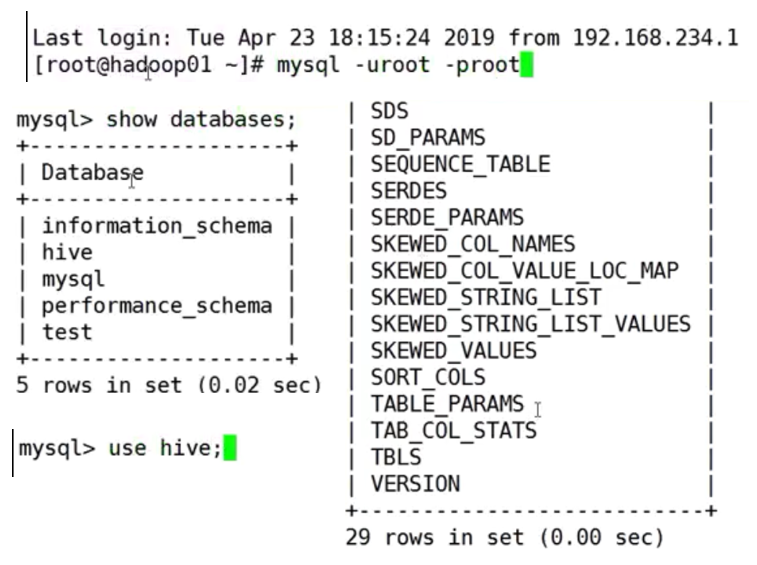 Last login: Tue Apr 23 18:15:24 2019 from 192.168.234.1
[root@hadoop01 ~]# mysql -uroot -proot
mysql> show databases;
+--------------------+
| Database |
+--------------------+
| information_schema |
| hive |
| mysql |
| performance_schema |
| test |
+--------------------+
5 rows in set (0.02 sec)
mysql> use hive;
| SDS |
| SD_PARAMS |
| SEQUENCE_TABLE |
| SERDES |
| SERDE_PARAMS |
| SKEWED_COL_NAMES |
| SKEWED_COL_VALUE_LOC_MAP |
| SKEWED_STRING_LIST |
| SKEWED_STRING_LIST_VALUES |
| SKEWED_VALUES |
| SORT_COLS |
| TABLE_PARAMS |
| TAB_COL_STATS |
| TBLS |
| VERSION |
+---------------------------+
29 rows in set (0.00 sec)